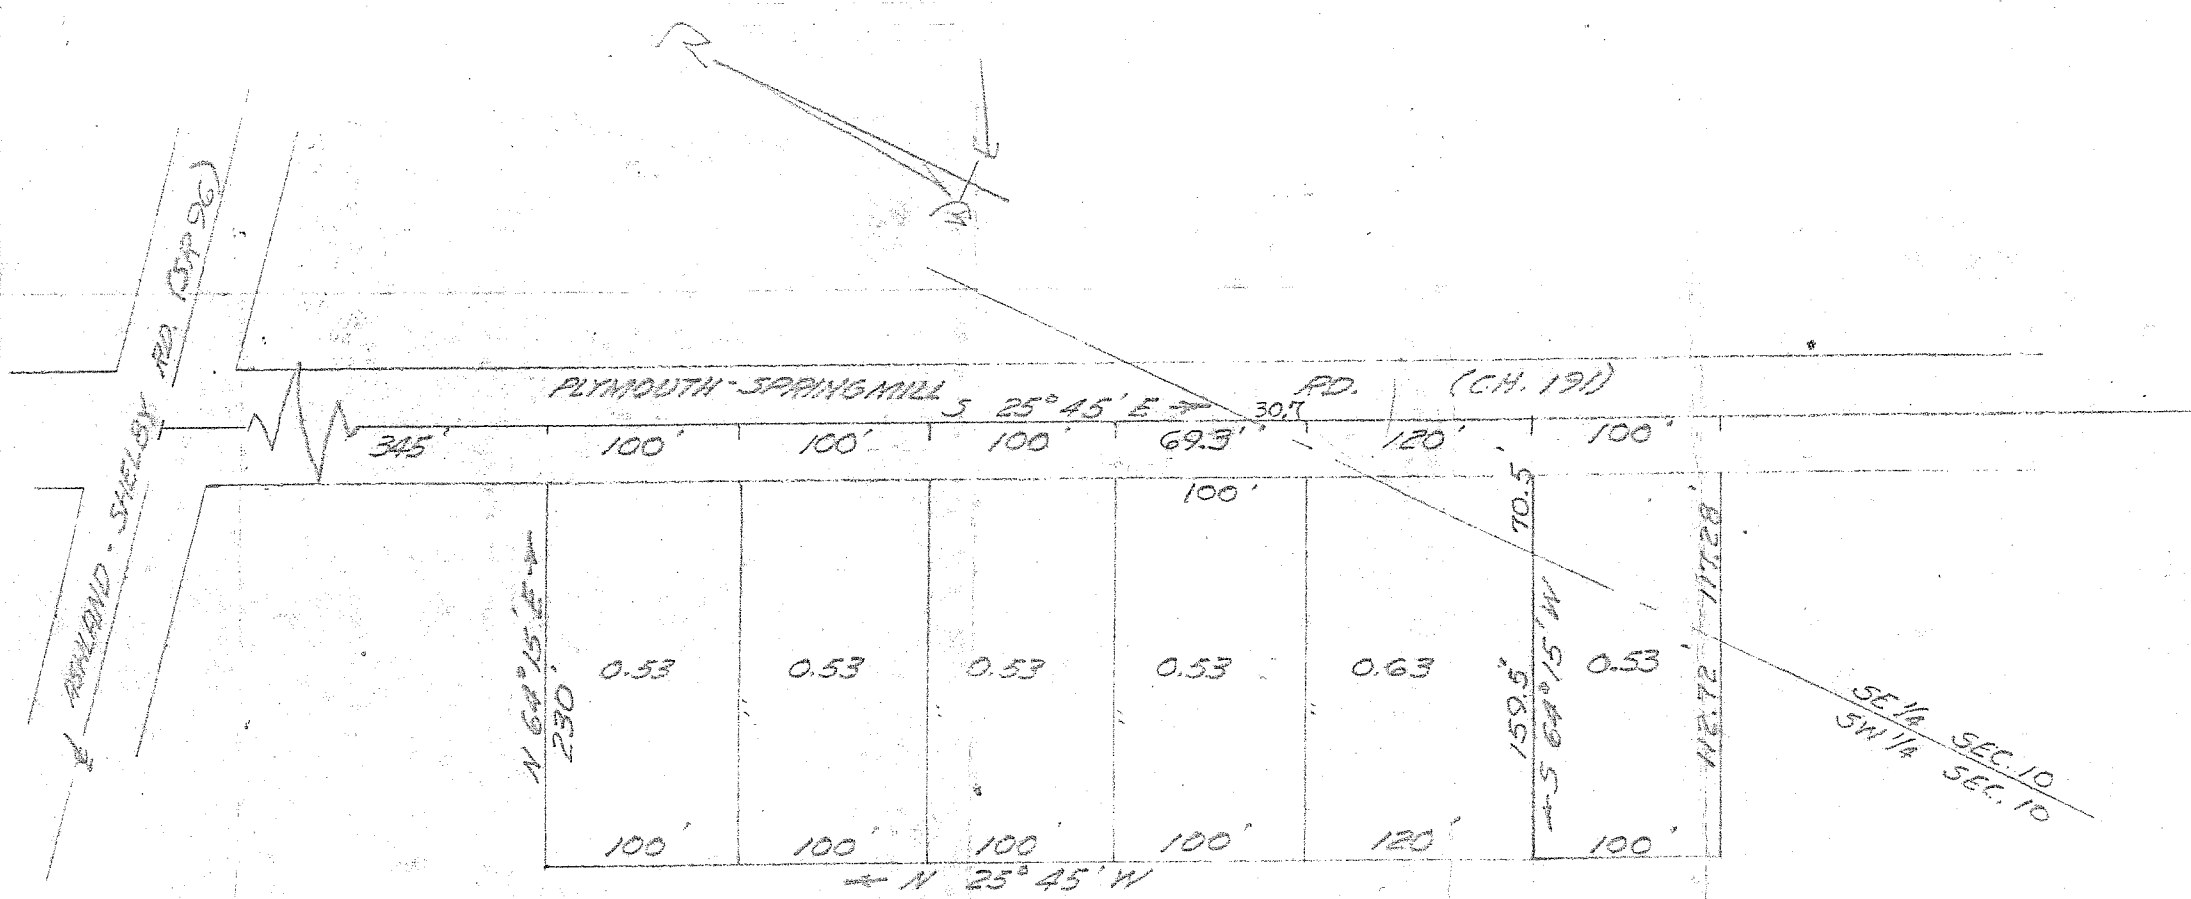 ASHLAND - SHELBY RD. (S.R. 96)
PLYMOUTH - SPRINGMILL RD. (C.H. 191)
S 25° 45' E
30.7
345' 100' 100' 100' 69.3' 120' 100'
100'
N 64° 15' E
230'
70.5'
159.5'
S 64° 15' W
117.28'
112.72'
0.53 0.53 0.53 0.53 0.63 0.53
100' 100' 100' 100' 120' 100'
N 25° 45' W
SE 1/4 SEC. 10
SW 1/4 SEC. 10